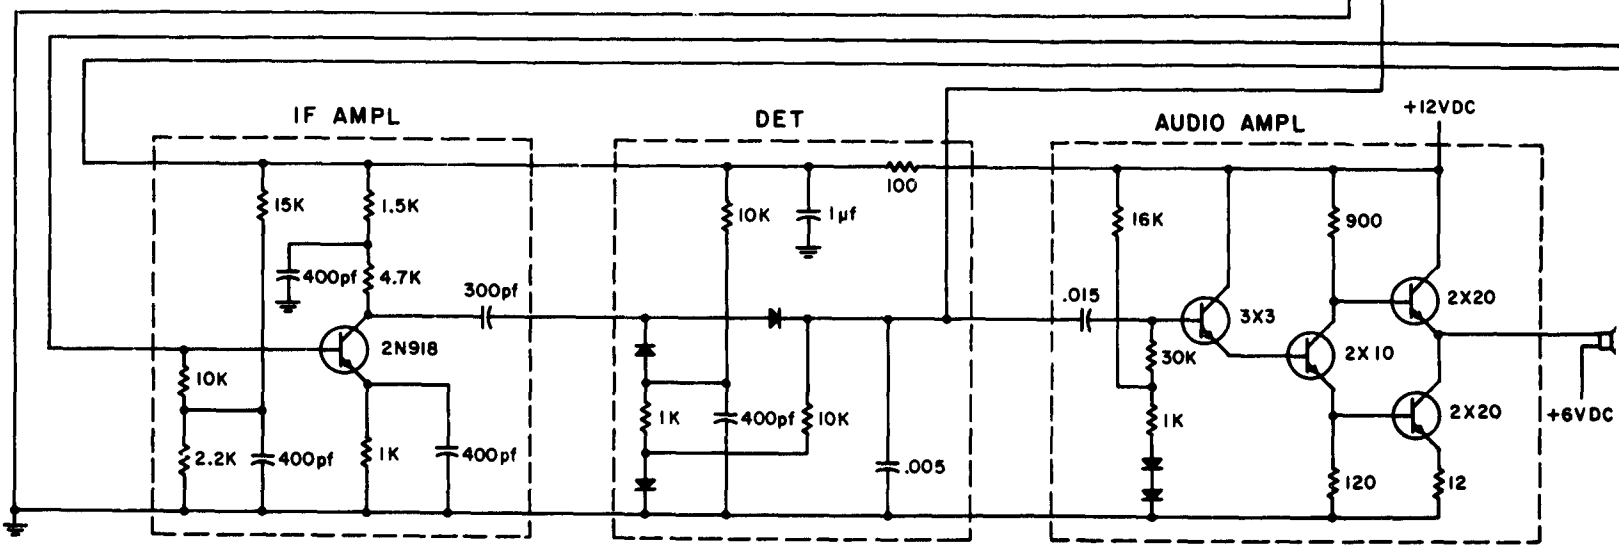 IF AMPL
DET
AUDIO AMPL
+12VDC
15K
1.5K
10K
1µf
100
16K
900
400pf
4.7K
300pf
.015
3X3
2X20
2N918
30K
2X10
10K
1K
400pf
10K
1K
2X20
+6VDC
2.2K
400pf
1K
400pf
.005
120
12